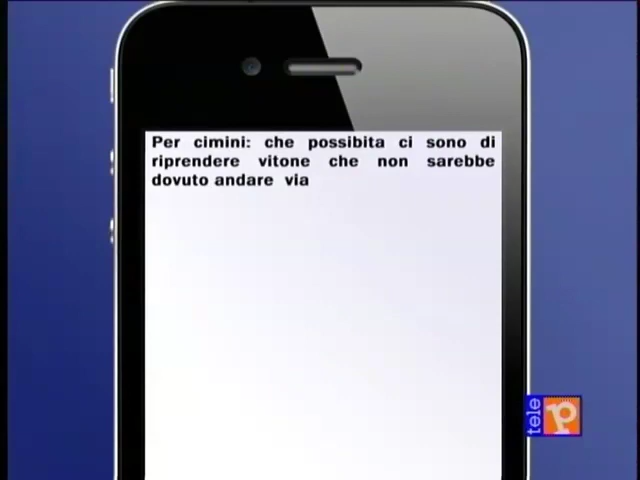 Per cimini: che possibita ci sono di
riprendere vitone che non sarebbe
dovuto andare via
tele p